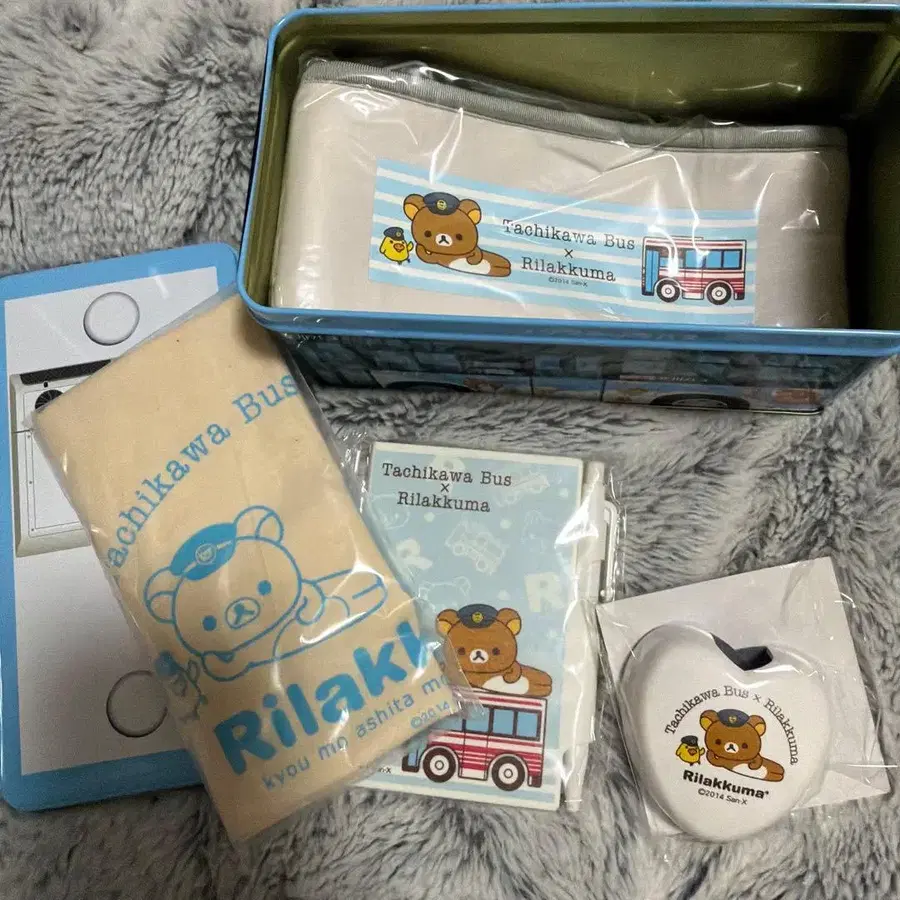 Tachikawa Bus
×
Rilakkuma
©2014 San-X
Tachikawa Bus
Rilakk
kyou mo ashita mo
©2014
Tachikawa Bus
×
Rilakkuma
R
R
San-X
Tachikawa Bus × Rilakkuma
Rilakkuma®
©2014 San-X